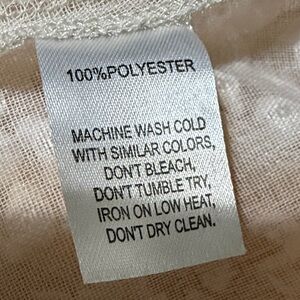 100%POLYESTER
MACHINE WASH COLD
WITH SIMILAR COLORS,
DON'T BLEACH,
DON'T TUMBLE TRY,
IRON ON LOW HEAT,
DON'T DRY CLEAN.